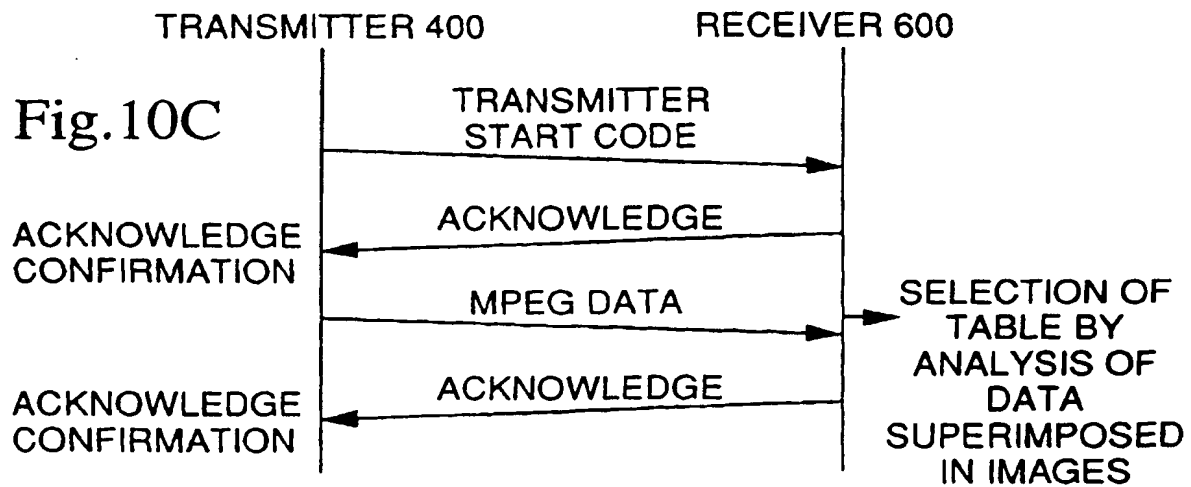 TRANSMITTER 400
RECEIVER 600
Fig.10C
TRANSMITTER
START CODE
ACKNOWLEDGE
ACKNOWLEDGE
CONFIRMATION
MPEG DATA
SELECTION OF
TABLE BY
ANALYSIS OF
DATA
SUPERIMPOSED
IN IMAGES
ACKNOWLEDGE
ACKNOWLEDGE
CONFIRMATION